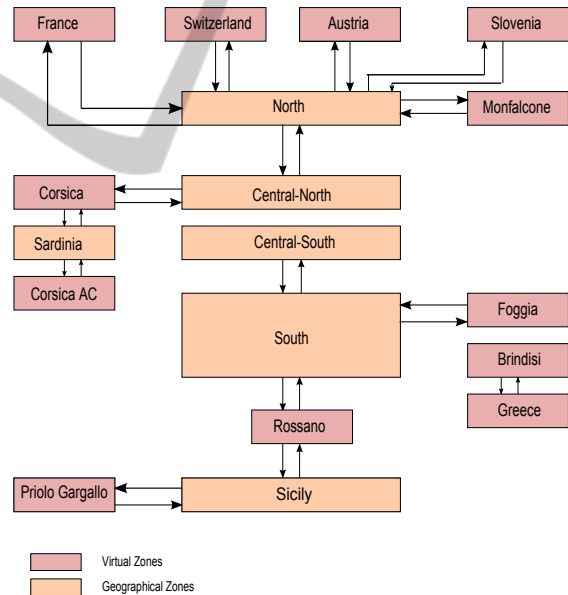 France
Switzerland
Austria
Slovenia
North
Monfalcone
Corsica
Central-North
Sardinia
Central-South
Corsica AC
South
Foggia
Brindisi
Greece
Rossano
Priolo Gargallo
Sicily
Virtual Zones
Geographical Zones